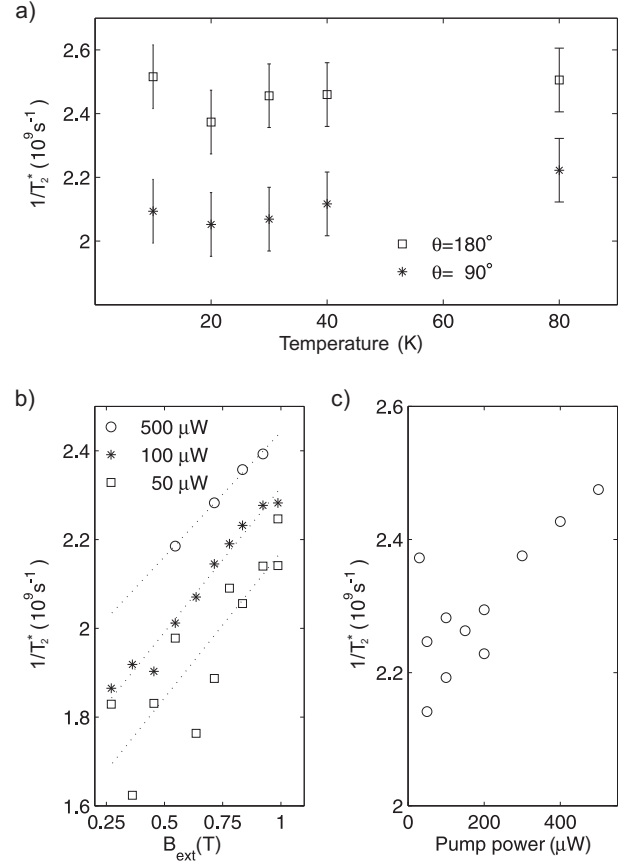 a)
2.6
2.4
2.2
2
1/T₂* (10⁹s⁻¹)
θ=180°
θ= 90°
20 40 60 80
Temperature (K)
b)
500 μW
100 μW
50 μW
2.4
2.2
2
1.8
1.6
1/T₂* (10⁹s⁻¹)
0.25 0.5 0.75 1
B_ext(T)
c)
2.6
2.4
2.2
2
1/T₂* (10⁹s⁻¹)
0 200 400
Pump power(μW)